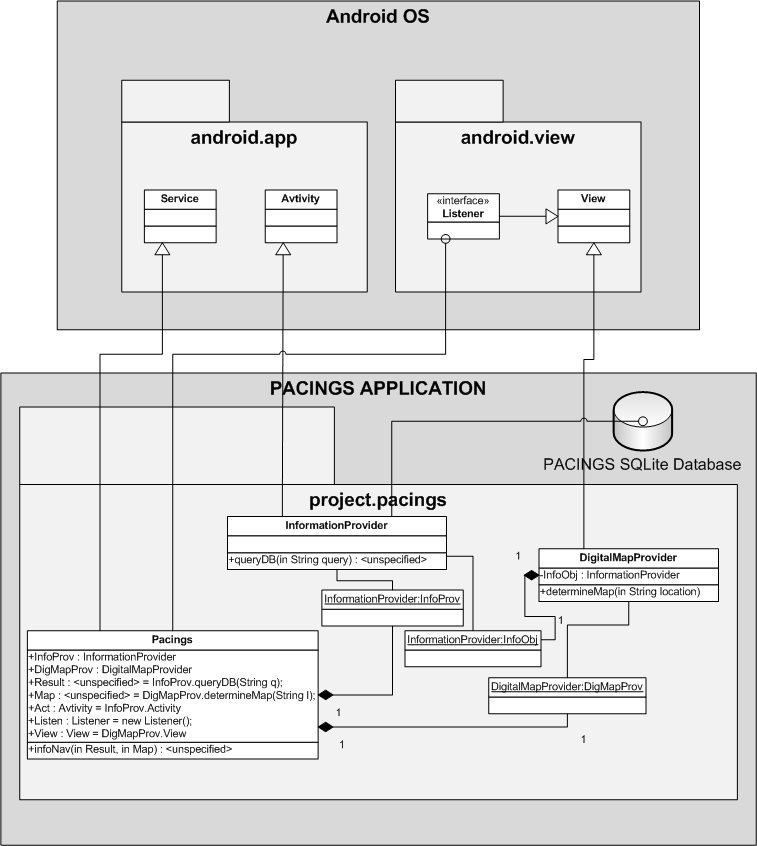 Android OS
android.app
android.view
Service
Avtivity
«interface»
Listener
View
PACINGS APPLICATION
PACINGS SQLite Database
project.pacings
InformationProvider
+queryDB(in String query) : <unspecified>
1
DigitalMapProvider
-InfoObj : InformationProvider
+determineMap(in String location)
InformationProvider:InfoProv
1
InformationProvider:InfoObj
Pacings
+InfoProv : InformationProvider
+DigMapProv : DigitalMapProvider
+Result : <unspecified> = InfoProv.queryDB(String q);
+Map : <unspecified> = DigMapProv.determineMap(String l);
+Act : Avtivity = InfoProv.Activity
+Listen : Listener = new Listener();
+View : View = DigMapProv.View
+infoNav(in Result, in Map) : <unspecified>
DigitalMapProvider:DigMapProv
1
1
1